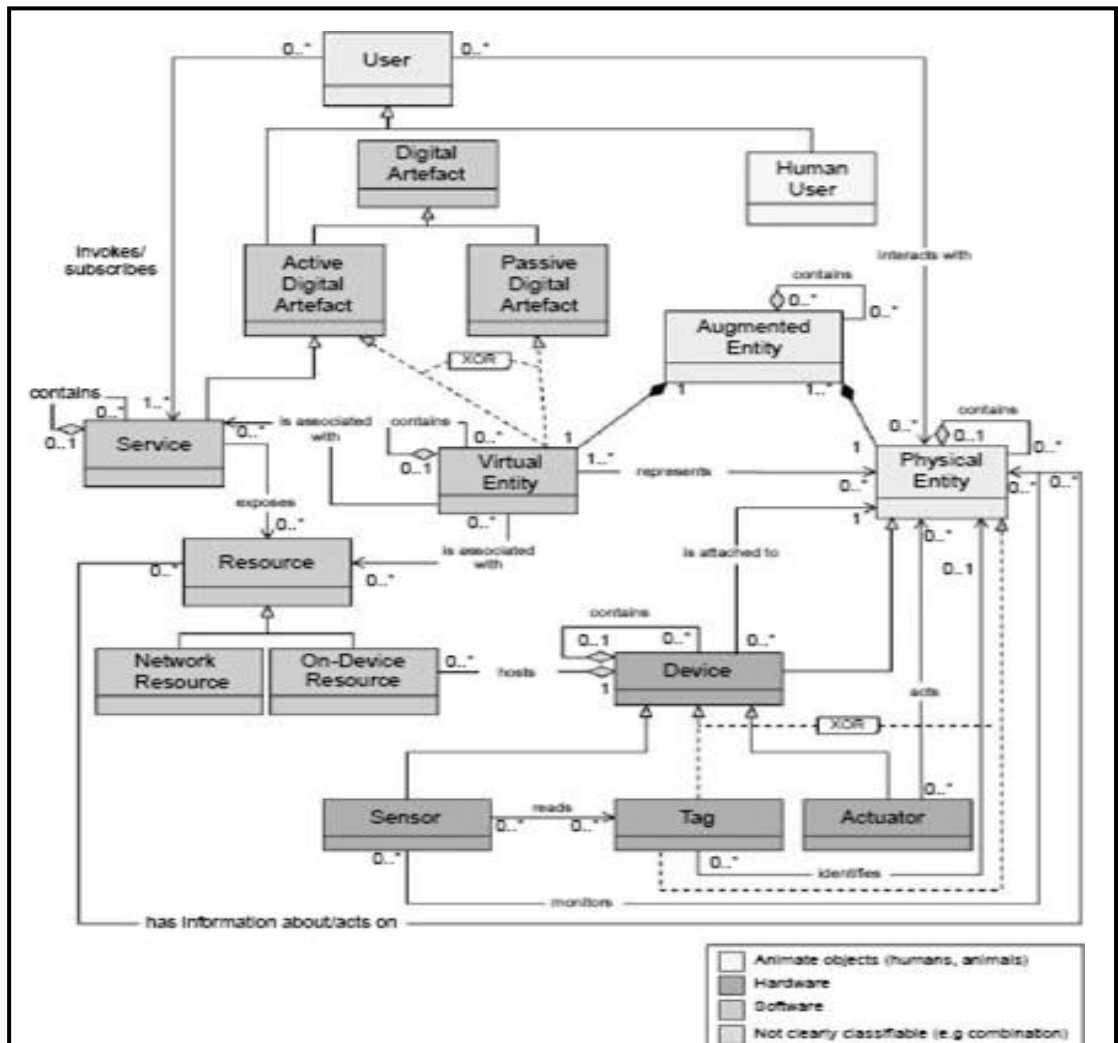 0..*
User
0..*
Digital
Artefact
Human
User
Invokes/
subscribes
Active
Digital
Artefact
Passive
Digital
Artefact
Interacts with
contains
0..*
0..*
Augmented
Entity
XOR
1
1..*
contains
0..*
0..1
1..*
Service
0..*
is associated
with
contains
0..*
0..1
Virtual
Entity
1
1..*
represents
0..*
contains
0..1
0..*
1
Physical
Entity
0..*
0..*
0..*
exposes
0..*
0..*
is associated
with
0..*
Resource
0..*
is attached to
1
0..*
0..1
Network
Resource
On-Device
Resource
0..*
hosts
contains
0..1
0..*
0..*
Device
1
acts
XOR
Sensor
reads
0..*
0..*
Tag
Actuator
0..*
0..*
0..*
identifies
monitors
has information about/acts on
Animate objects (humans, animals)
Hardware
Software
Not clearly classifiable (e.g combination)